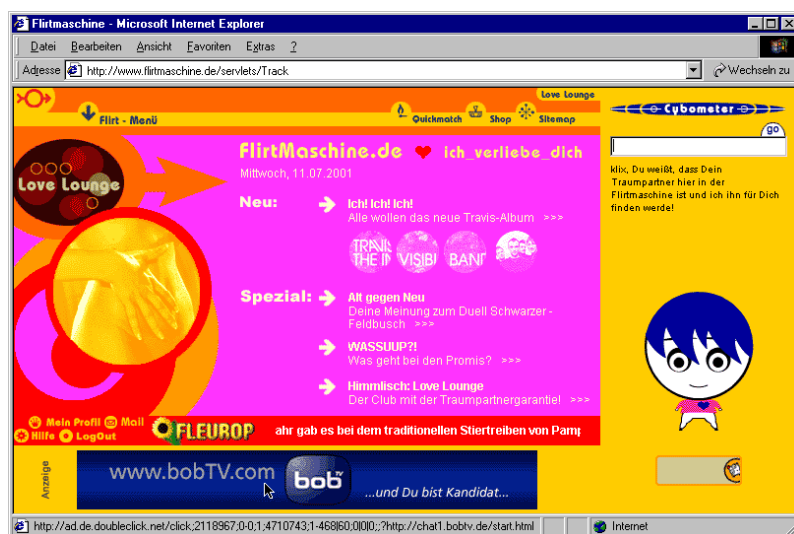 Flirtmaschine - Microsoft Internet Explorer
Datei Bearbeiten Ansicht Favoriten Extras ?
Adresse http://www.flirtmaschine.de/servlets/Track Wechseln zu
Love Lounge
Flirt - Menü Quickmatch Shop Sitemap
Cybometer
go
FlirtMaschine.de ich_verliebe_dich
Mittwoch, 11.07.2001
klix, Du weißt, dass Dein
Traumpartner hier in der
Flirtmaschine ist und ich ihn für Dich
finden werde!
Love Lounge
Neu: Ich! Ich! Ich!
Alle wollen das neue Travis-Album >>>
TRAVIS
THE IN VISIBI BAND
Spezial: Alt gegen Neu
Deine Meinung zum Duell Schwarzer-
Feldbusch >>>
WASSUUP?!
Was geht bei den Promis? >>>
Himmlisch: Love Lounge
Der Club mit der Traumpartnergarantie! >>>
Mein Profil Mail
Hilfe LogOut
FLEUROP ahr gab es bei dem traditionellen Stiertreiben von Pamp
Anzeige
www.bobTV.com bob TV ...und Du bist Kandidat...
http://ad.de.doubleclick.net/click;2118967;0-0;1;4710743;1-468|60;0|0|0;;?http://chat1.bobtv.de/start.html Internet